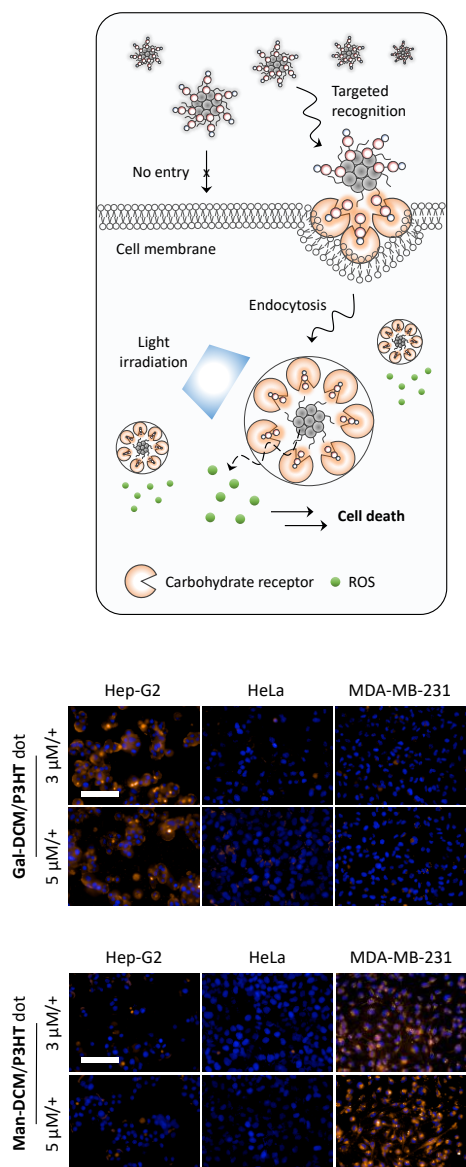 Targeted
recognition
No entry
Cell membrane
Endocytosis
Light
irradiation
Cell death
Carbohydrate receptor
ROS
Hep-G2 HeLa MDA-MB-231
Gal-DCM/P3HT dot
3 μM/+
5 μM/+
Hep-G2 HeLa MDA-MB-231
Man-DCM/P3HT dot
3 μM/+
5 μM/+